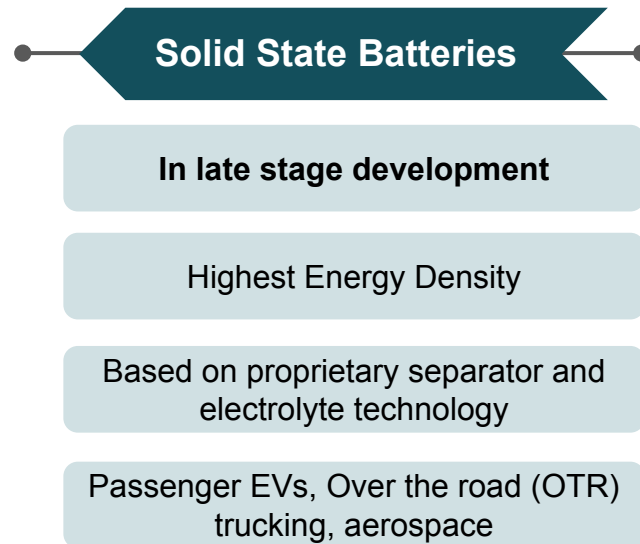 Solid State Batteries
In late stage development
Highest Energy Density
Based on proprietary separator and
electrolyte technology
Passenger EVs, Over the road (OTR)
trucking, aerospace